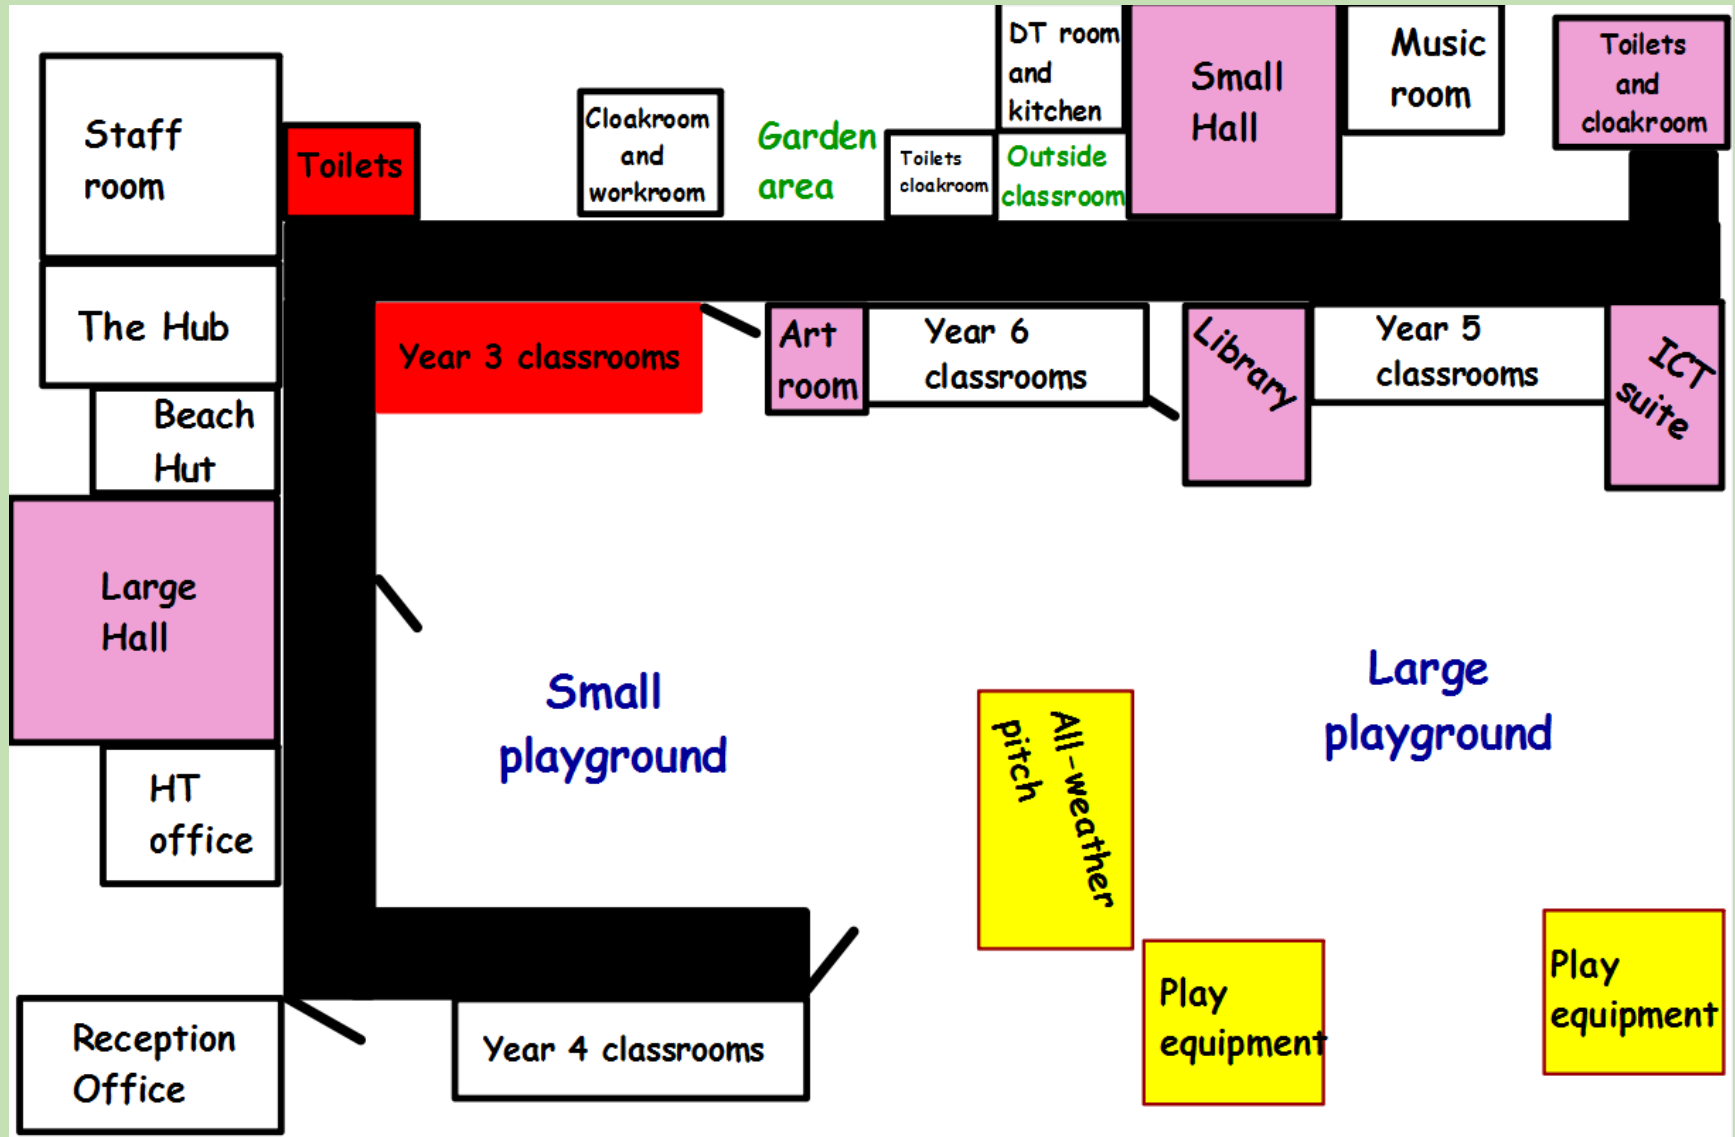 Staff
room
Toilets
Cloakroom
and
workroom
Garden
area
Toilets
cloakroom
DT room
and
kitchen
Outside
classroom
Small
Hall
Music
room
Toilets
and
cloakroom
The Hub
Year 3 classrooms
Art
room
Year 6
classrooms
Library
Year 5
classrooms
ICT
suite
Beach
Hut
Large
Hall
Small
playground
All-weather
pitch
Large
playground
HT
office
Play
equipment
Play
equipment
Reception
Office
Year 4 classrooms